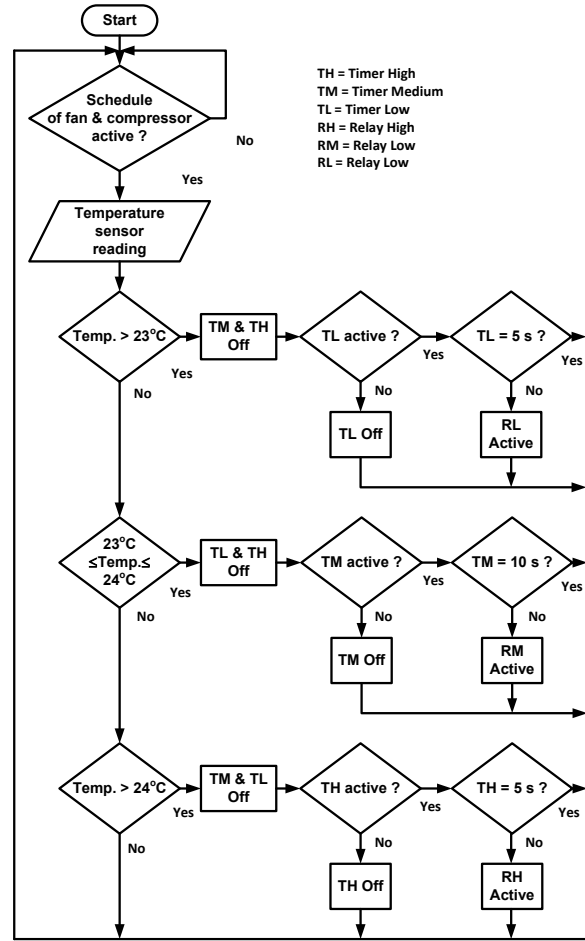 Start
Schedule
of fan & compressor
active ?
No
Yes
TH = Timer High
TM = Timer Medium
TL = Timer Low
RH = Relay High
RM = Relay Low
RL = Relay Low
Temperature
sensor
reading
Temp. > 23°C
Yes
No
TM & TH
Off
TL active ?
Yes
No
TL = 5 s ?
Yes
No
TL Off
RL
Active
23°C
≤Temp.≤
24°C
Yes
No
TL & TH
Off
TM active ?
Yes
No
TM = 10 s ?
Yes
No
TM Off
RM
Active
Temp. > 24°C
Yes
No
TM & TL
Off
TH active ?
Yes
No
TH = 5 s ?
Yes
No
TH Off
RH
Active